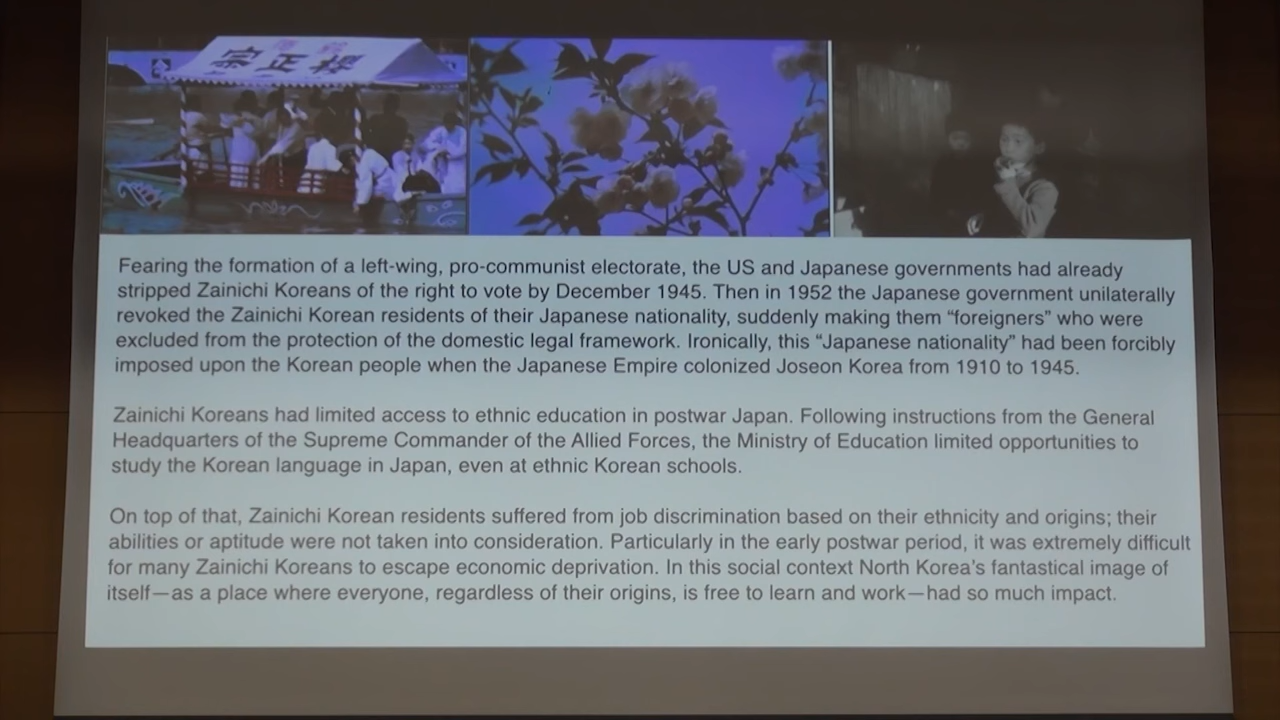 宗正
Fearing the formation of a left-wing, pro-communist electorate, the US and Japanese governments had already
stripped Zainichi Koreans of the right to vote by December 1945. Then in 1952 the Japanese government unilaterally
revoked the Zainichi Korean residents of their Japanese nationality, suddenly making them “foreigners” who were
excluded from the protection of the domestic legal framework. Ironically, this “Japanese nationality” had been forcibly
imposed upon the Korean people when the Japanese Empire colonized Joseon Korea from 1910 to 1945.
Zainichi Koreans had limited access to ethnic education in postwar Japan. Following instructions from the General
Headquarters of the Supreme Commander of the Allied Forces, the Ministry of Education limited opportunities to
study the Korean language in Japan, even at ethnic Korean schools.
On top of that, Zainichi Korean residents suffered from job discrimination based on their ethnicity and origins; their
abilities or aptitude were not taken into consideration. Particularly in the early postwar period, it was extremely difficult
for many Zainichi Koreans to escape economic deprivation. In this social context North Korea’s fantastical image of
itself—as a place where everyone, regardless of their origins, is free to learn and work—had so much impact.